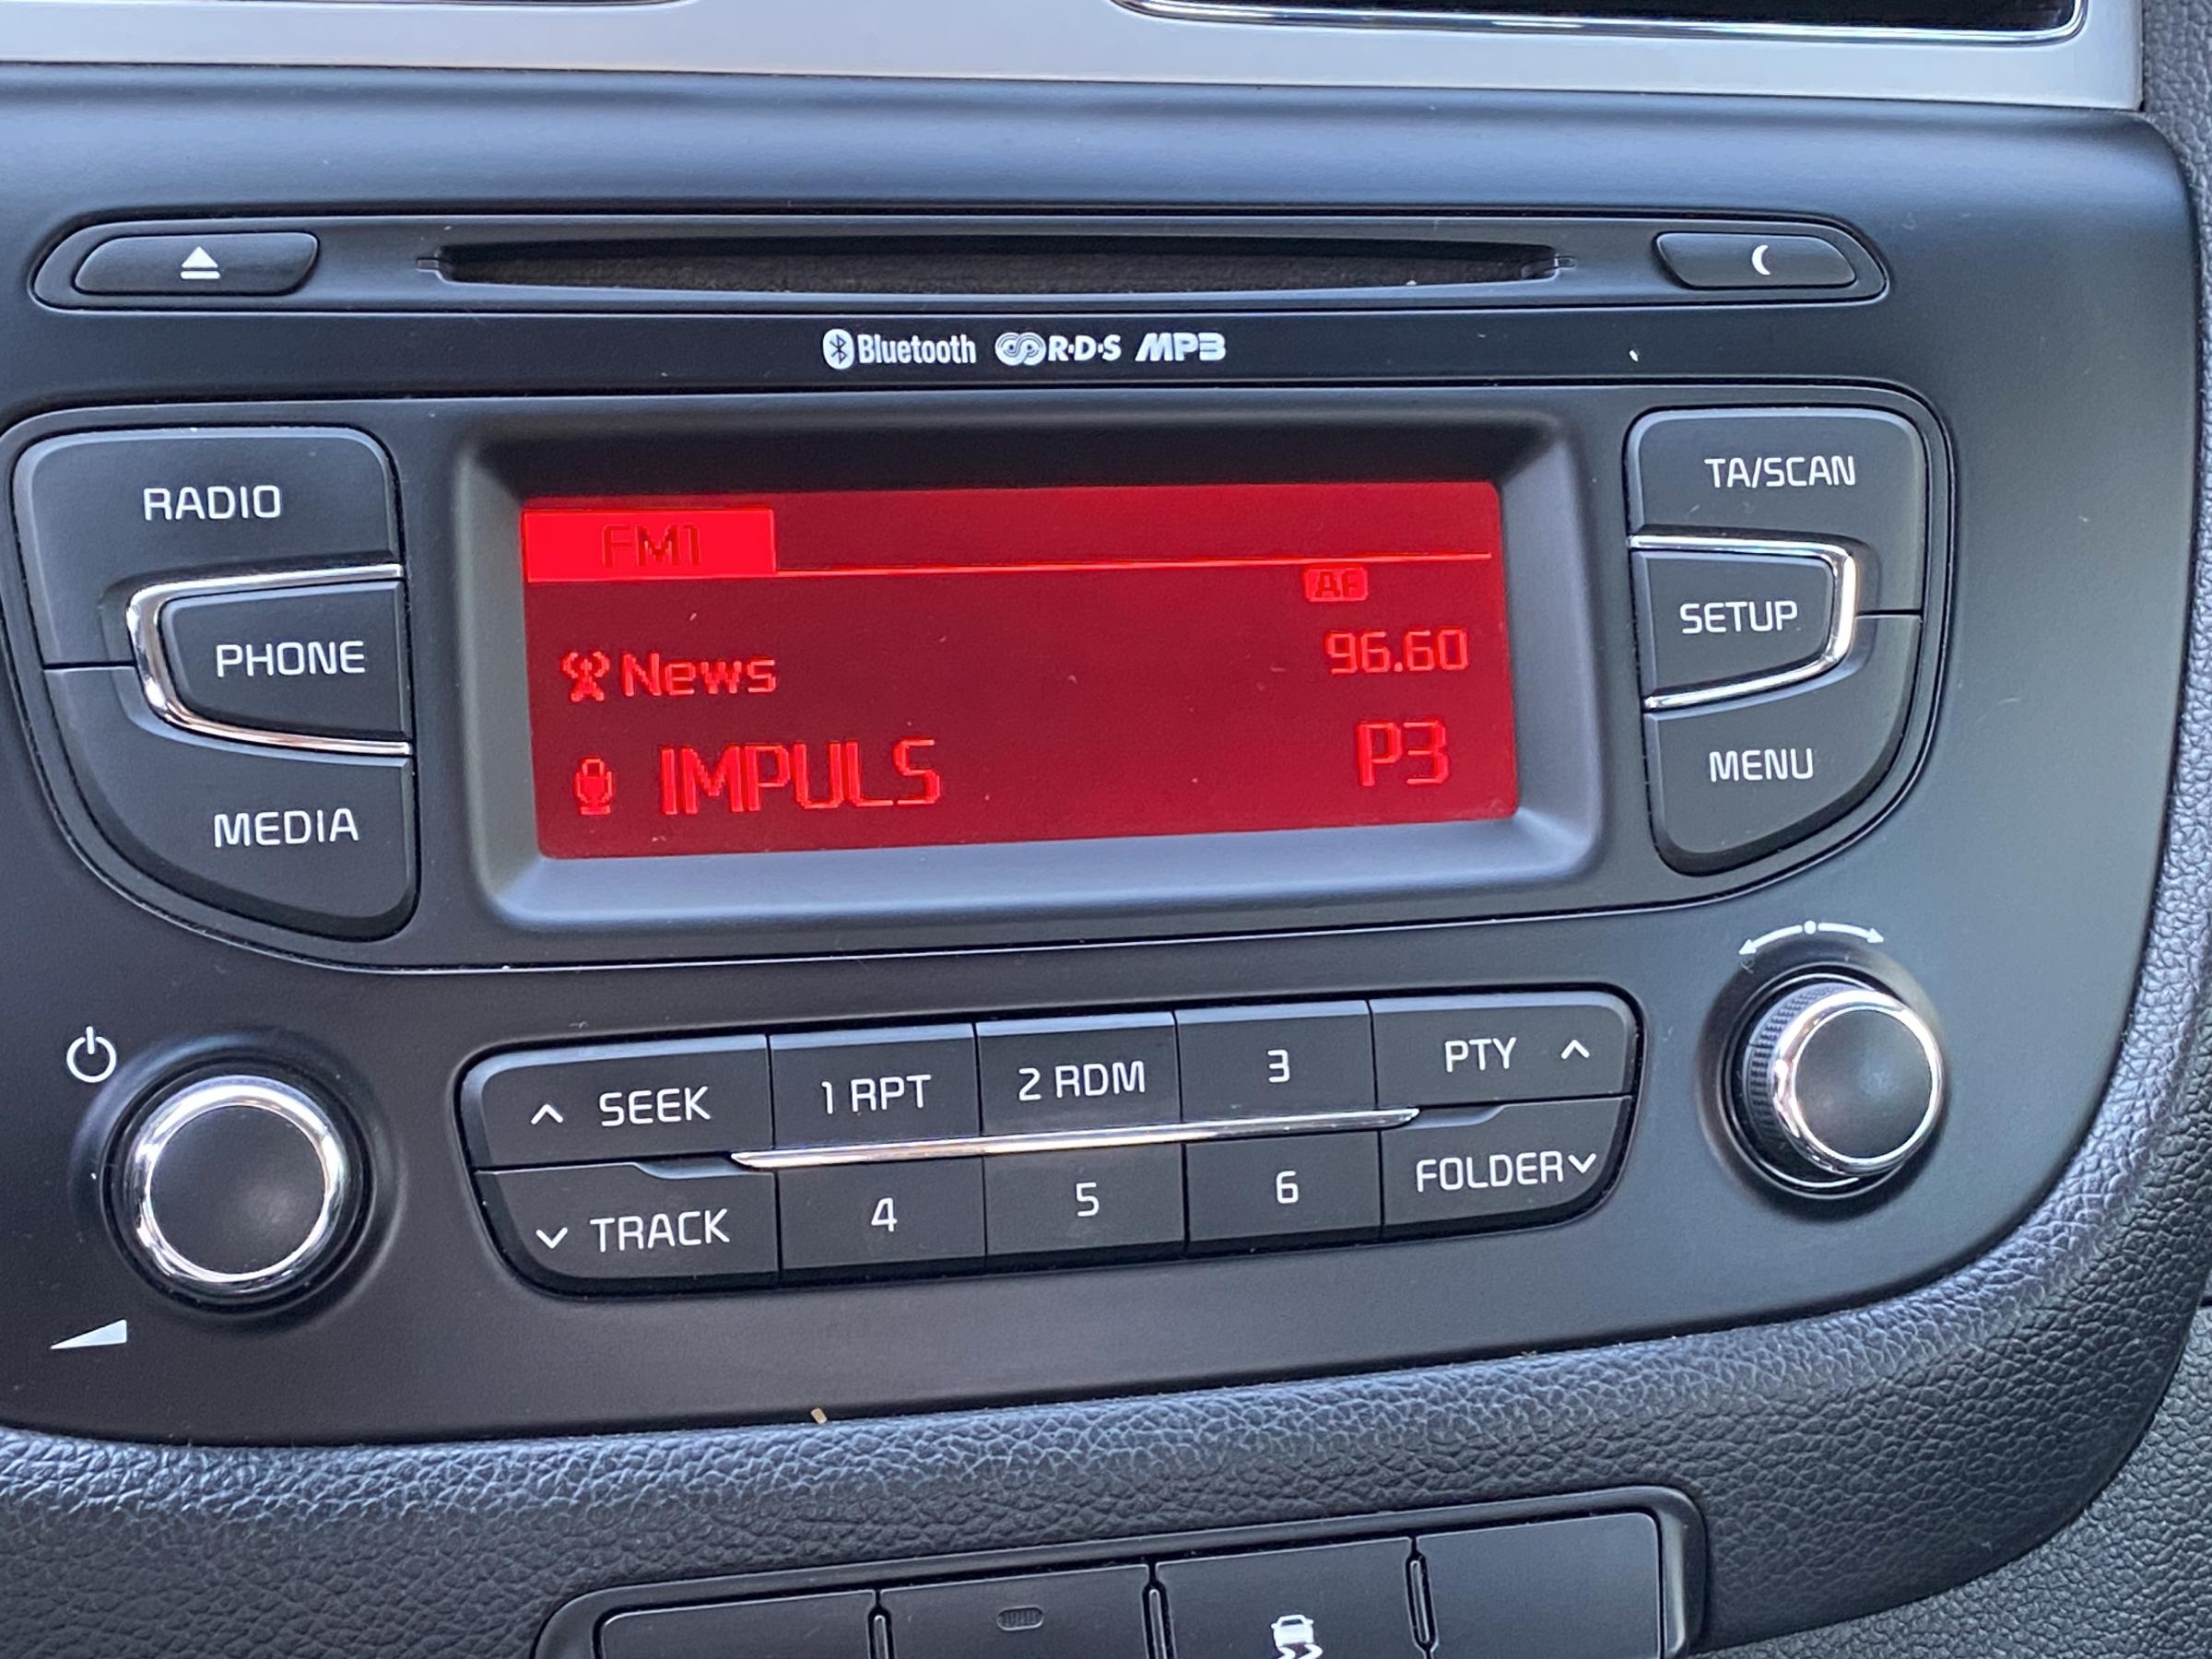 Bluetooth R·D·S MP3
RADIO
PHONE
MEDIA
FM1
AF
News 96.60
IMPULS P3
TA/SCAN
SETUP
MENU
SEEK 1 RPT 2 RDM 3 PTY
TRACK 4 5 6 FOLDER